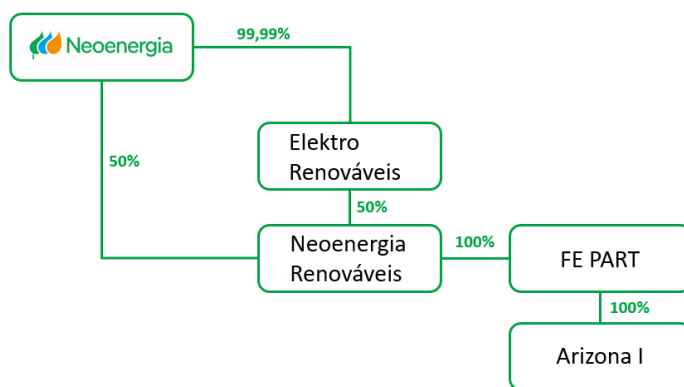 Neoenergia
99,99%
Elektro
Renováveis
50%
50%
Neoenergia
Renováveis
100%
FE PART
100%
Arizona I